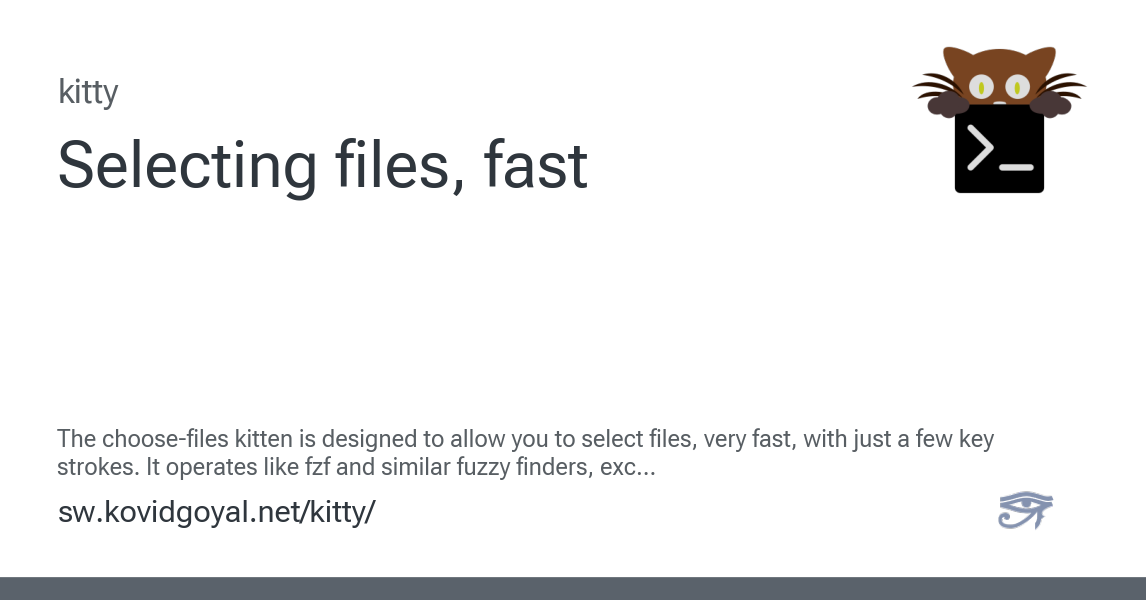 kitty
Selecting files, fast
The choose-files kitten is designed to allow you to select files, very fast, with just a few key
strokes. It operates like fzf and similar fuzzy finders, exc...
sw.kovidgoyal.net/kitty/